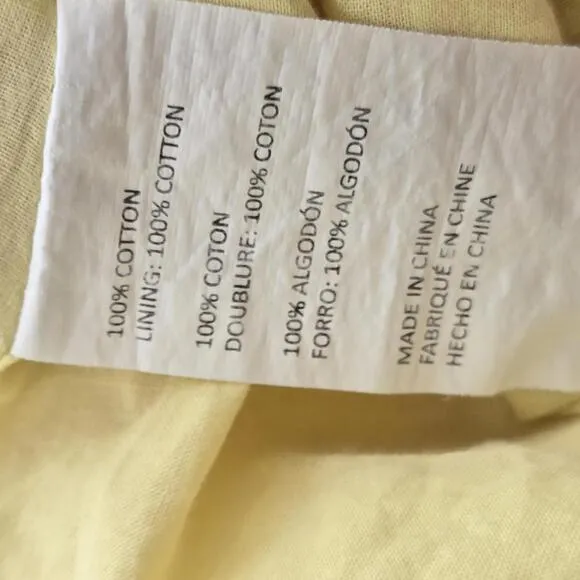 100% COTTON
LINING: 100% COTTON
100% COTON
DOUBLURE: 100% COTON
100% ALGODÓN
FORRO: 100% ALGODÓN
MADE IN CHINA
FABRIQUÉ EN CHINE
HECHO EN CHINA